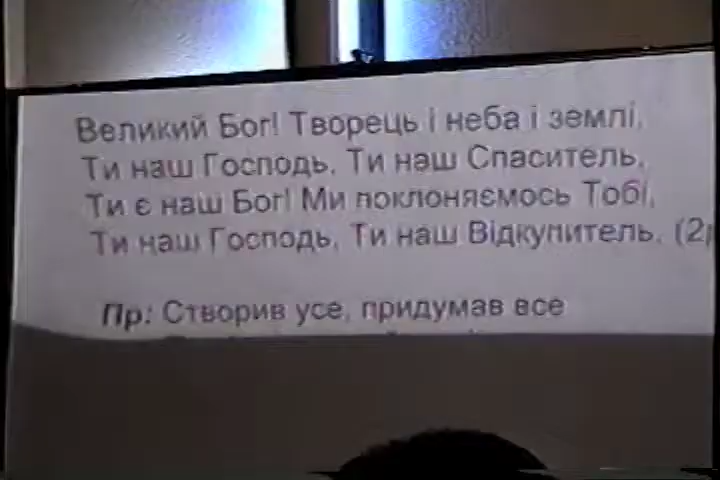 Великий Бог! Творець і неба і землі,
Ти наш Господь, Ти наш Спаситель,
Ти є наш Бог! Ми поклоняємось Тобі,
Ти наш Господь, Ти наш Відкупитель. (2р
Пр: Створив усе, придумав все